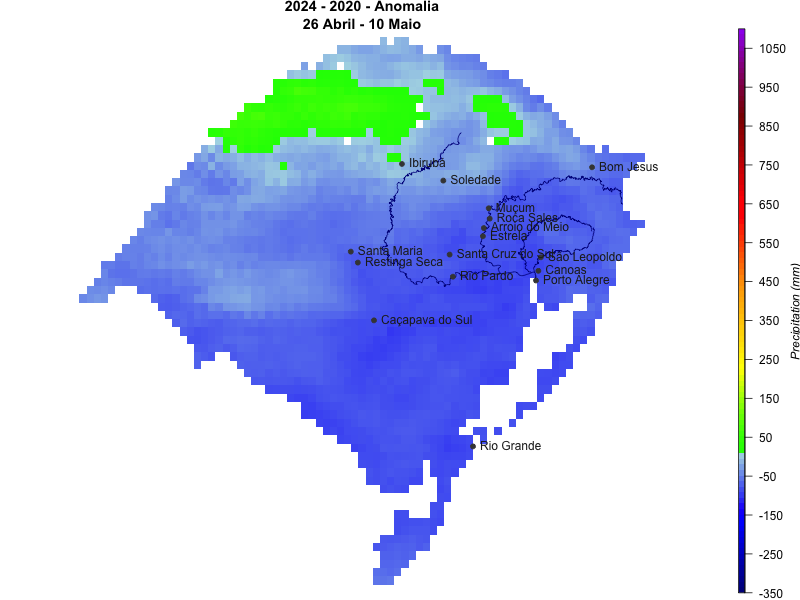 2024 - 2020 - Anomalia
26 Abril - 10 Maio
Ibirubá
Bom Jesus
Soledade
Mucum
Roca Sales
Arroio do Meio
Estrela
Santa Maria
Santa Cruz do Sul
São Leopoldo
Restinga Seca
Canoas
Rio Pardo
Porto Alegre
Caçapava do Sul
Rio Grande
1050
950
850
750
650
550
450
350
250
150
50
-50
-150
-250
-350
Precipitation (mm)